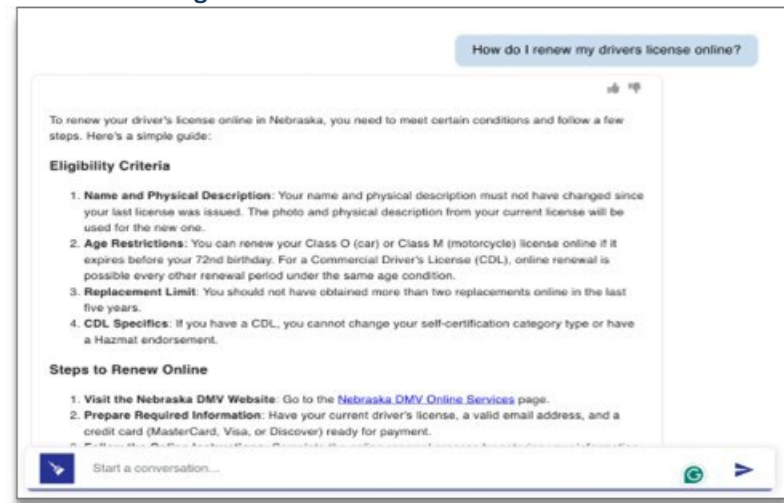 How do I renew my drivers license online?
To renew your driver's license online in Nebraska, you need to meet certain conditions and follow a few
steps. Here's a simple guide:
Eligibility Criteria
1. Name and Physical Description: Your name and physical description must not have changed since
your last license was issued. The photo and physical description from your current license will be
used for the new one.
2. Age Restrictions: You can renew your Class O (car) or Class M (motorcycle) license online if it
expires before your 72nd birthday. For a Commercial Driver's License (CDL), online renewal is
possible every other renewal period under the same age condition.
3. Replacement Limit: You should not have obtained more than two replacements online in the last
five years.
4. CDL Specifics: If you have a CDL, you cannot change your self-certification category type or have
a Hazmat endorsement.
Steps to Renew Online
1. Visit the Nebraska DMV Website: Go to the Nebraska DMV Online Services page.
2. Prepare Required Information: Have your current driver's license, a valid email address, and a
credit card (MasterCard, Visa, or Discover) ready for payment.
Start a conversation...
G